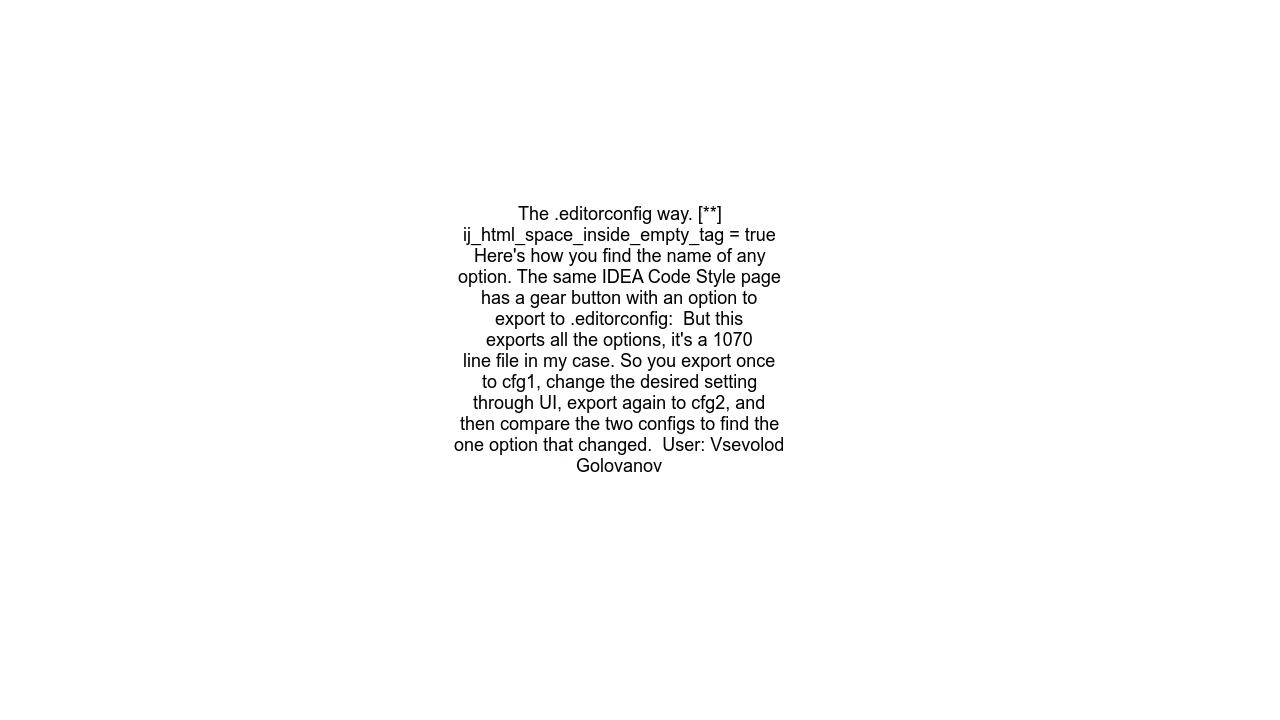 The .editorconfig way. [**]
ij_html_space_inside_empty_tag = true
Here's how you find the name of any
option. The same IDEA Code Style page
has a gear button with an option to
export to .editorconfig:  But this
exports all the options, it's a 1070
line file in my case. So you export once
to cfg1, change the desired setting
through UI, export again to cfg2, and
then compare the two configs to find the
one option that changed.  User: Vsevolod
Golovanov